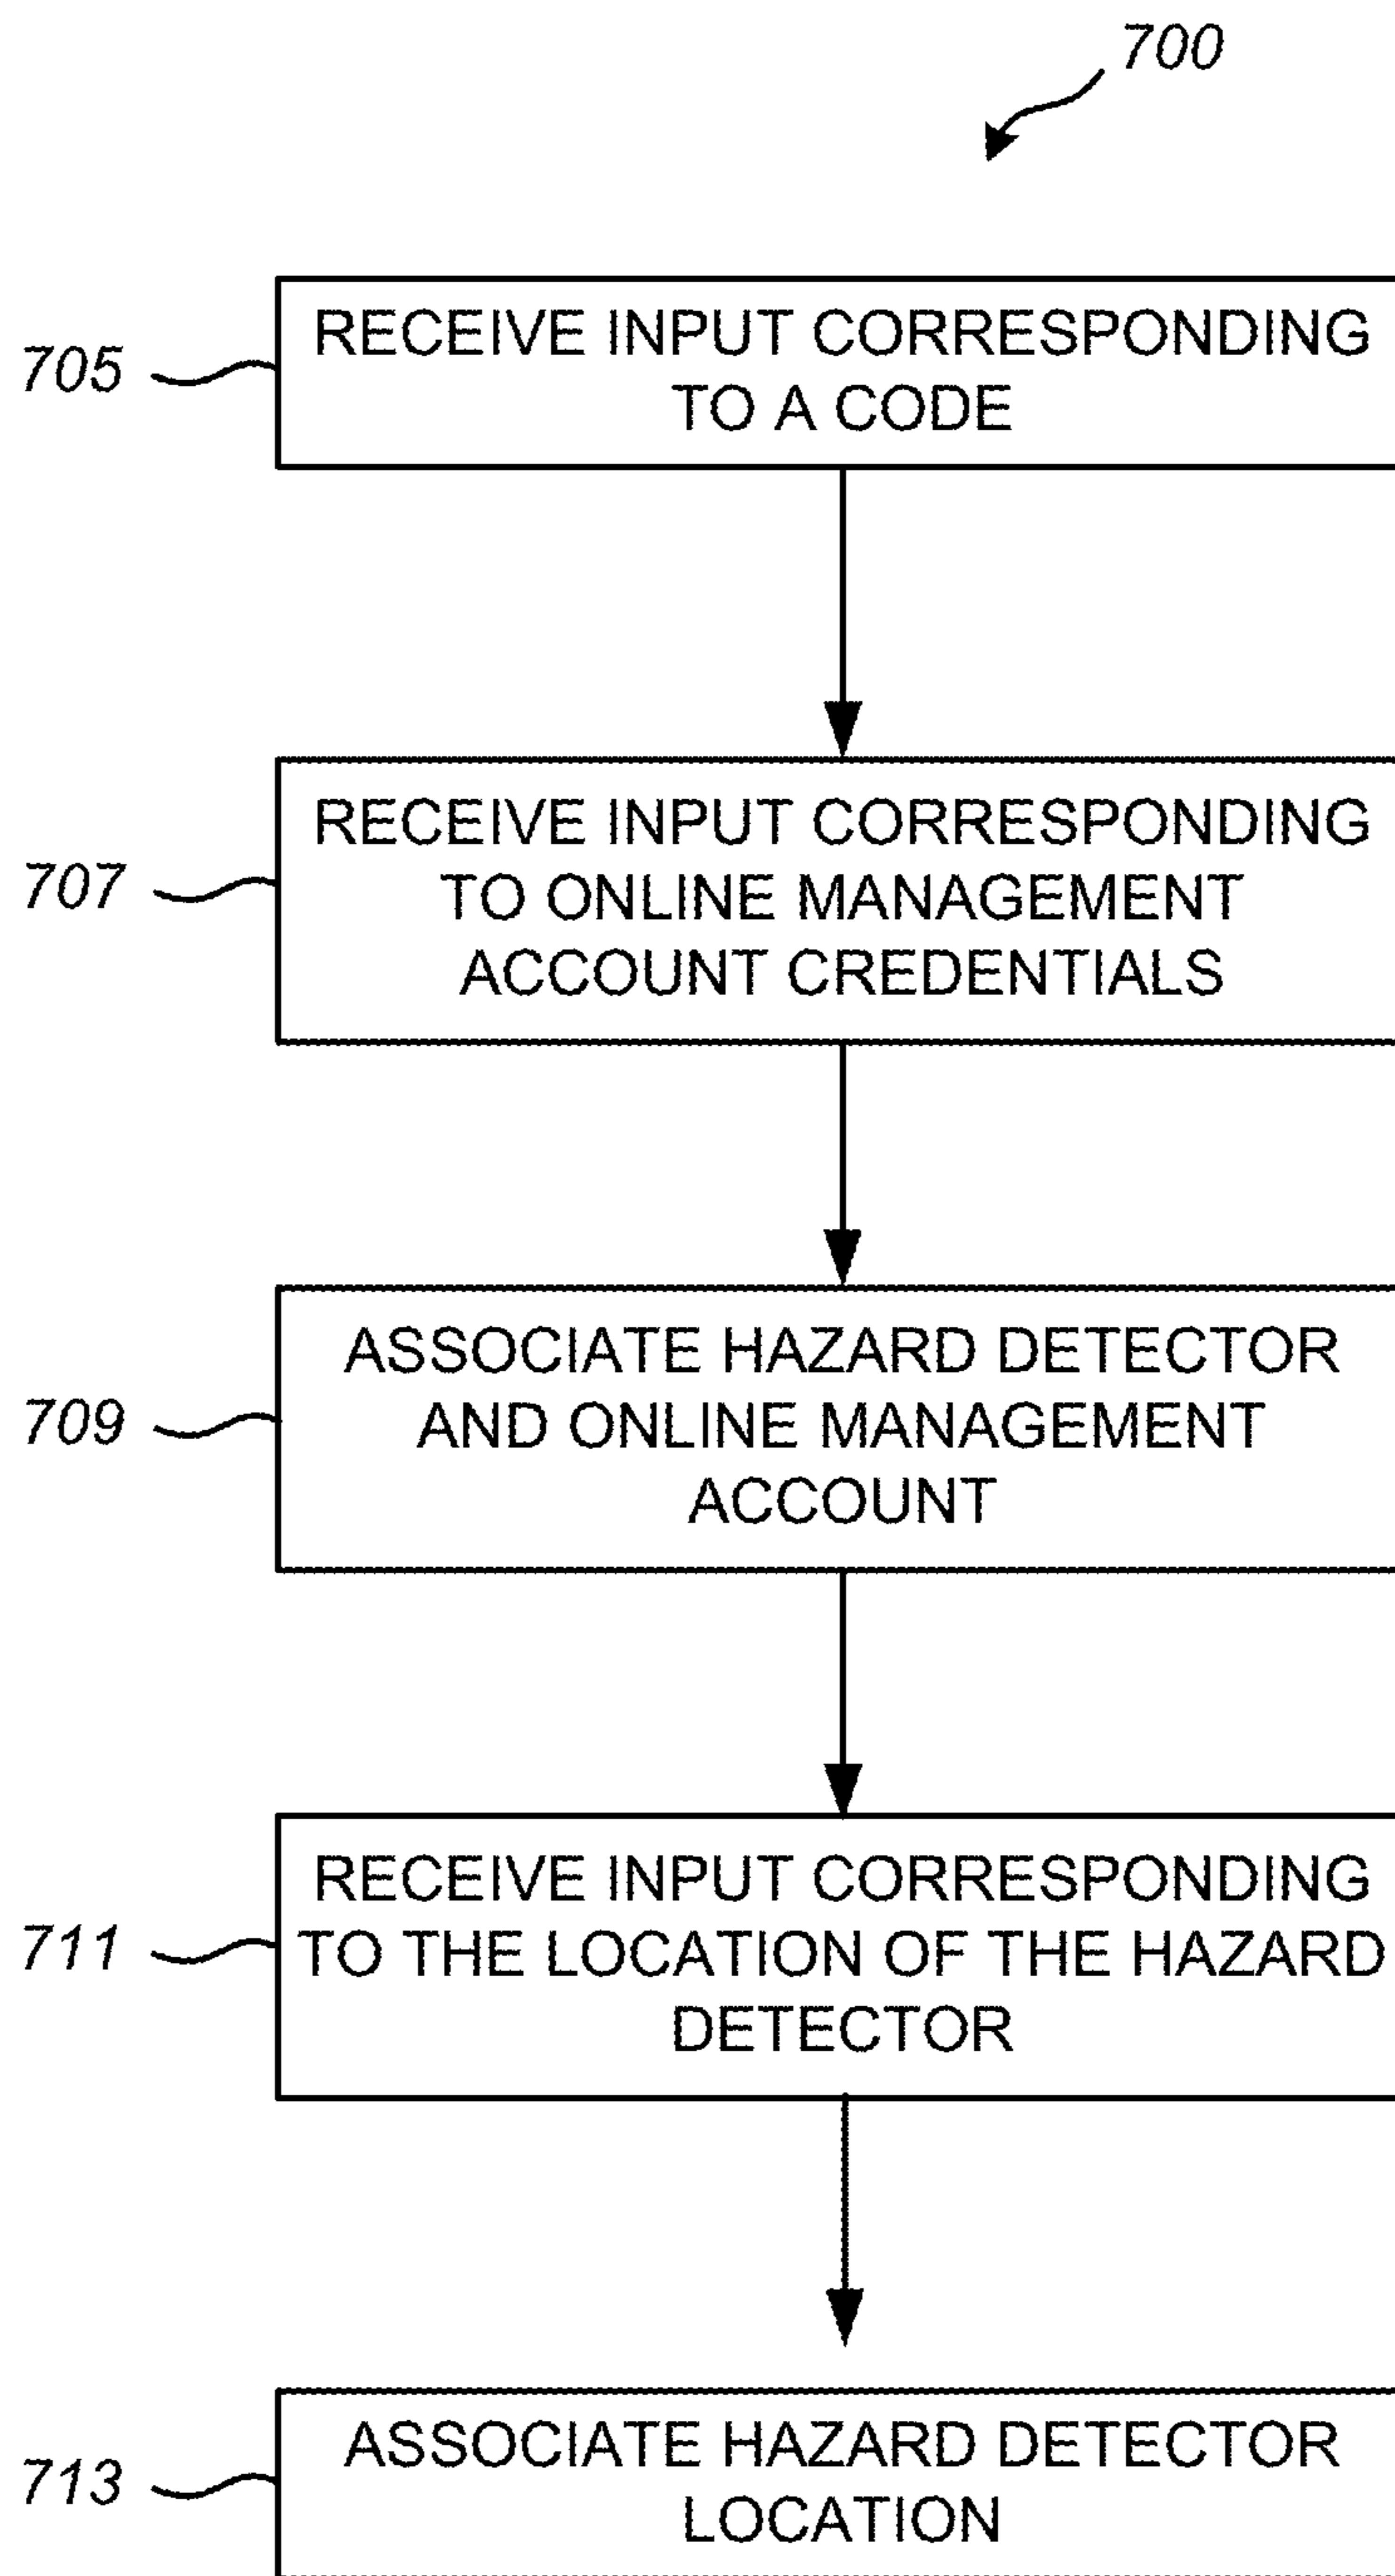 700
705
RECEIVE INPUT CORRESPONDING
TO A CODE
707
RECEIVE INPUT CORRESPONDING
TO ONLINE MANAGEMENT
ACCOUNT CREDENTIALS
709
ASSOCIATE HAZARD DETECTOR
AND ONLINE MANAGEMENT
ACCOUNT
711
RECEIVE INPUT CORRESPONDING
TO THE LOCATION OF THE HAZARD
DETECTOR
713
ASSOCIATE HAZARD DETECTOR
LOCATION